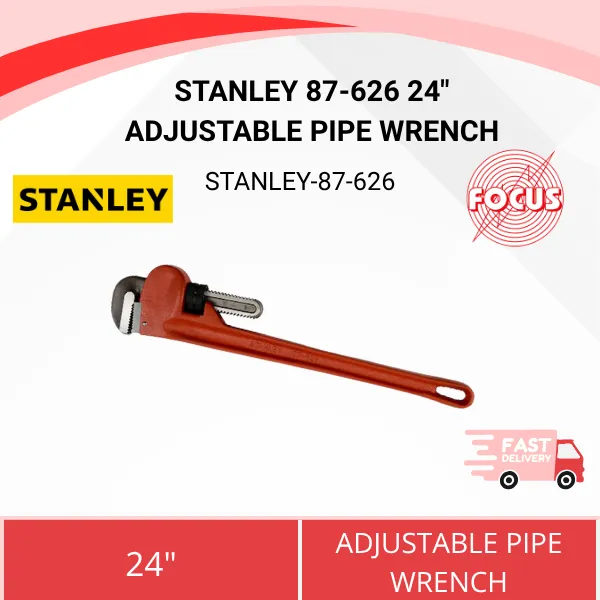 STANLEY 87-626 24"
ADJUSTABLE PIPE WRENCH
STANLEY-87-626
STANLEY
FOCUS
FAST
DELIVERY
24"
ADJUSTABLE PIPE
WRENCH